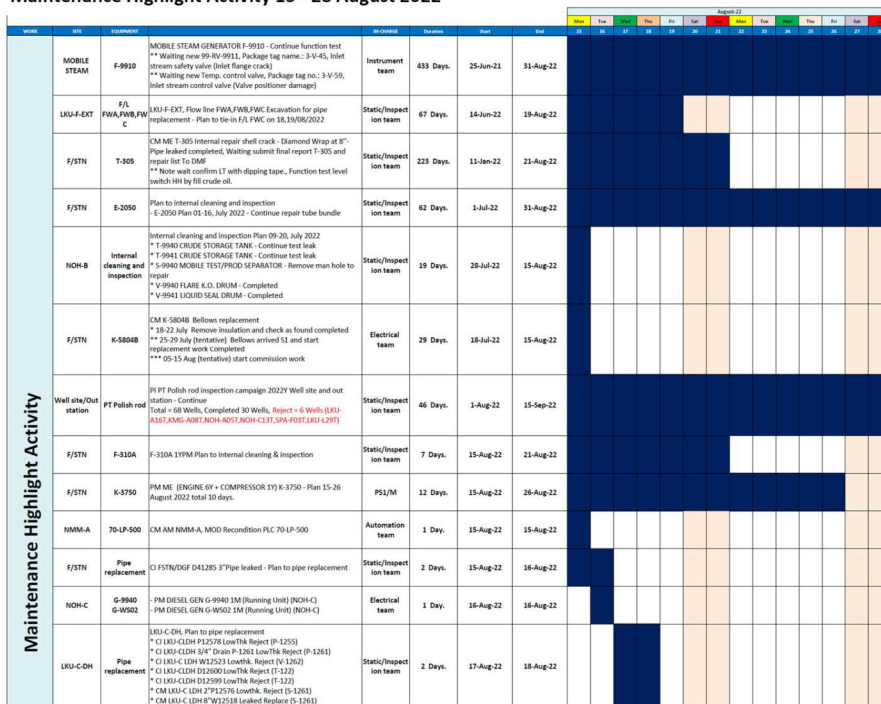 Maintenance Highlight Activity 15 - 28 August 2022
August-22
Mon Tue Wed Thu Fri Sat Sun Mon Tue Wed Thu Fri Sat
WORK SITE EQUIPMENT IN-CHARGE Duration Start End 15 16 17 18 19 20 21 22 23 24 25 26 27
Maintenance Highlight Activity
MOBILE STEAM
F-9910
MOBILE STEAM GENERATOR F-9910 - Continue function test
** Waiting new 99-RV-9911, Package tag name.: 3-V-45, Inlet
stream safety valve (Inlet flange crack)
** Waiting new Temp. control valve, Package tag no.: 3-V-59,
Inlet stream control valve (Valve positioner damage)
Instrument team
433 Days. 25-Jun-21 31-Aug-22
LKU-F-EXT
F/L
FWA,FWB,FW
C
LKU-F-EXT, Flow line FWA,FWB,FWC Excavation for pipe
replacement - Plan to tie-in F/L FWC on 18,19/08/2022
Static/Inspect
ion team
67 Days. 14-Jun-22 19-Aug-22
F/STN
T-305
CM ME T-305 Internal repair shell crack - Diamond Wrap at 8"-
Pipe leaked completed, Waiting submit final report T-305 and
repair list To DMF
** Note wait confirm LT with dipping tape., Function test level
switch HH by fill crude oil.
Static/Inspect
ion team
223 Days. 11-Jan-22 21-Aug-22
F/STN
E-2050
Plan to internal cleaning and inspection
- E-2050 Plan 01-16, July 2022 - Continue repair tube bundle
Static/Inspect
ion team
62 Days. 1-Jul-22 31-Aug-22
NOH-B
Internal
cleaning and
inspection
Internal cleaning and inspection Plan 09-20, July 2022
* T-9940 CRUDE STORAGE TANK - Continue test leak
* T-9941 CRUDE STORAGE TANK - Continue test leak
* S-9940 MOBILE TEST/PROD SEPARATOR - Remove man hole to
repair
* V-9940 FLARE K.O. DRUM - Completed
* V-9941 LIQUID SEAL DRUM - Completed
Static/Inspect
ion team
19 Days. 28-Jul-22 15-Aug-22
F/STN
K-5804B
CM K-5804B Bellows replacement
* 18-22 July Remove insulation and check as found completed
** 25-29 July (tentative) Bellows arrived S1 and start
replacement work Completed
*** 05-15 Aug (tentative) start commission work
Electrical
team
29 Days. 18-Jul-22 15-Aug-22
Well site/Out
station
PT Polish rod
PI PT Polish rod inspection campaign 2022Y Well site and out
station - Continue
Total = 68 Wells, Completed 30 Wells, Reject = 6 Wells (LKU-
A16T,KMG-A08T,NOH-A05T,NOH-C13T,SPA-F03T,LKU-L29T)
Static/Inspect
ion team
46 Days. 1-Aug-22 15-Sep-22
F/STN
F-310A
F-310A 1YPM Plan to Internal cleaning & inspection
Static/Inspect
ion team
7 Days. 15-Aug-22 21-Aug-22
F/STN
K-3750
PM ME (ENGINE 6Y + COMPRESSOR 1Y) K-3750 - Plan 15-26
August 2022 total 10 days.
PS1/M
12 Days. 15-Aug-22 26-Aug-22
NMM-A
70-LP-500
CM AM NMM-A, MOD Recondition PLC 70-LP-500
Automation
team
1 Day. 15-Aug-22 15-Aug-22
F/STN
Pipe
replacement
CI FSTN/DGF D41285 3"Pipe leaked - Plan to pipe replacement
Static/Inspect
ion team
2 Days. 15-Aug-22 16-Aug-22
NOH-C
G-9940
G-WS02
- PM DIESEL GEN G-9940 1M (Running Unit) (NOH-C)
- PM DIESEL GEN G-WS02 1M (Running Unit) (NOH-C)
Electrical
team
1 Day. 16-Aug-22 16-Aug-22
LKU-C-DH
Pipe
replacement
LKU-C-DH, Plan to pipe replacement
* CI LKU-CLDH P12578 LowThk Reject (P-1255)
* CI LKU-CLDH 3/4" Drain P-1261 LowThk Reject (P-1261)
* CI LKU-C LDH W12523 Lowthk. Reject (V-1262)
* CI LKU-CLDH D12600 LowThk Reject (T-122)
* CI LKU-CLDH D12599 LowThk Reject (T-122)
* CM LKU-C LDH 2"P12576 Lowthk. Reject (S-1261)
* CM LKU-C LDH 8"W12518 Leaked Replace (S-1261)
Static/Inspect
ion team
2 Days. 17-Aug-22 18-Aug-22